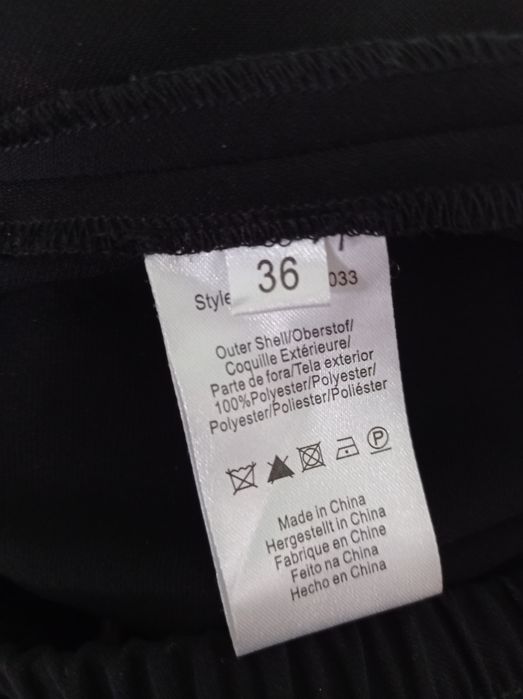 36
Style 033
Outer Shell/Oberstof/
Coquille Extérieure/
Parte de fora/Tela exterior
100%Polyester/Polyester/
Polyester/Poliester/Poliéster
P
Made in China
Hergestellt in China
Fabrique en Chine
Feito na China
Hecho en China